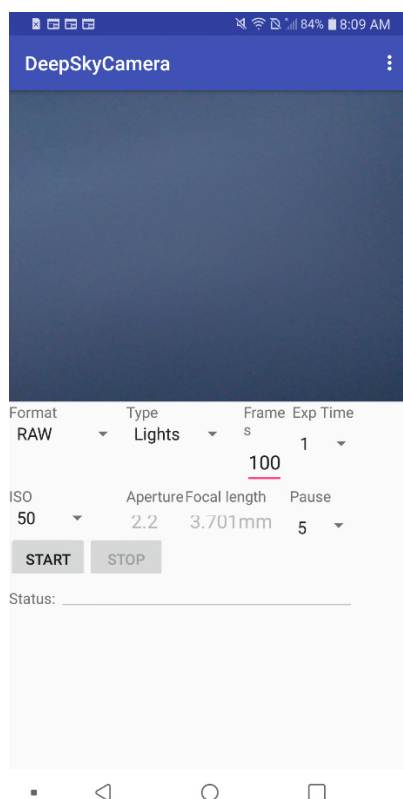 84% 8:09 AM
DeepSkyCamera
Format Type Frame Exp Time
RAW Lights s 1
100
ISO Aperture Focal length Pause
50 2.2 3.701mm 5
START STOP
Status: